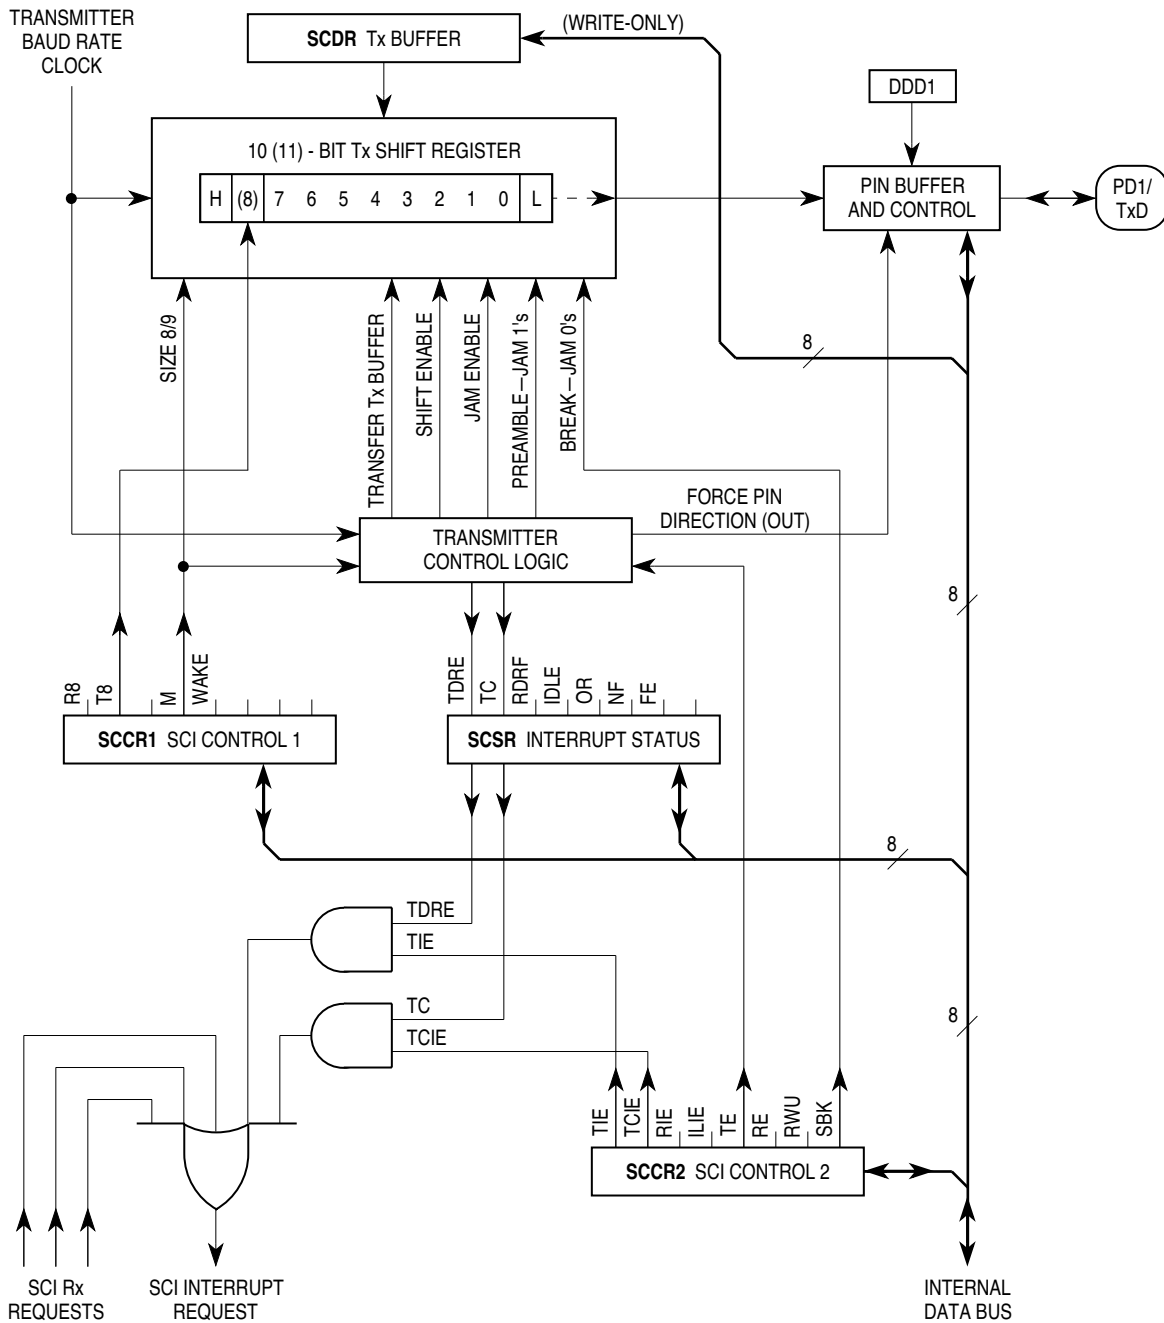 TRANSMITTER
BAUD RATE
CLOCK
SCDR Tx BUFFER
(WRITE-ONLY)
DDD1
10 (11) - BIT Tx SHIFT REGISTER
H (8) 7 6 5 4 3 2 1 0 L
PIN BUFFER
AND CONTROL
PD1/
TxD
SIZE 8/9
TRANSFER Tx BUFFER
SHIFT ENABLE
JAM ENABLE
PREAMBLE—JAM 1's
BREAK—JAM 0's
8
FORCE PIN
DIRECTION (OUT)
TRANSMITTER
CONTROL LOGIC
8
R8
T8
M
WAKE
TDRE
TC
RDRF
IDLE
OR
NF
FE
SCCR1 SCI CONTROL 1
SCSR INTERRUPT STATUS
8
TDRE
TIE
TC
TCIE
8
TIE
TCIE
RIE
ILIE
TE
RE
RWU
SBK
SCCR2 SCI CONTROL 2
SCI Rx
REQUESTS
SCI INTERRUPT
REQUEST
INTERNAL
DATA BUS